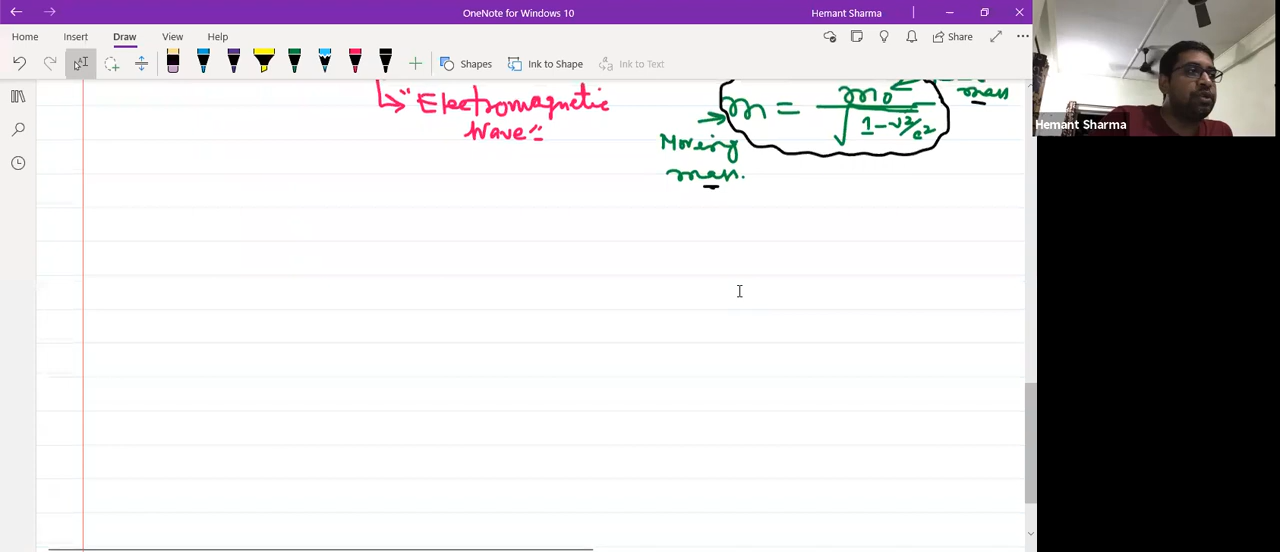 OneNote for Windows 10
Hemant Sharma
Home Insert Draw View Help
Share
Shapes
Ink to Shape
Ink to Text
Hemant Sharma
"Electromagnetic
Wave"
m = m₀ / √(1-v²/c²)
mass
Moving
mass.